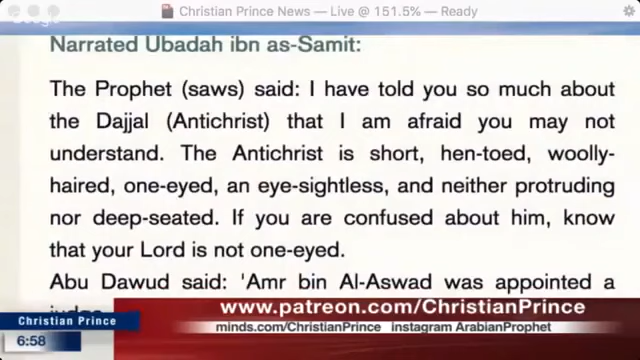 Christian Prince News — Live @ 151.5% — Ready
Narrated Ubadah ibn as-Samit:
The Prophet (saws) said: I have told you so much about
the Dajjal (Antichrist) that I am afraid you may not
understand. The Antichrist is short, hen-toed, woolly-
haired, one-eyed, an eye-sightless, and neither protruding
nor deep-seated. If you are confused about him, know
that your Lord is not one-eyed.
Abu Dawud said: 'Amr bin Al-Aswad was appointed a
www.patreon.com/ChristianPrince
minds.com/ChristianPrince instagram ArabianProphet
Christian Prince
6:58